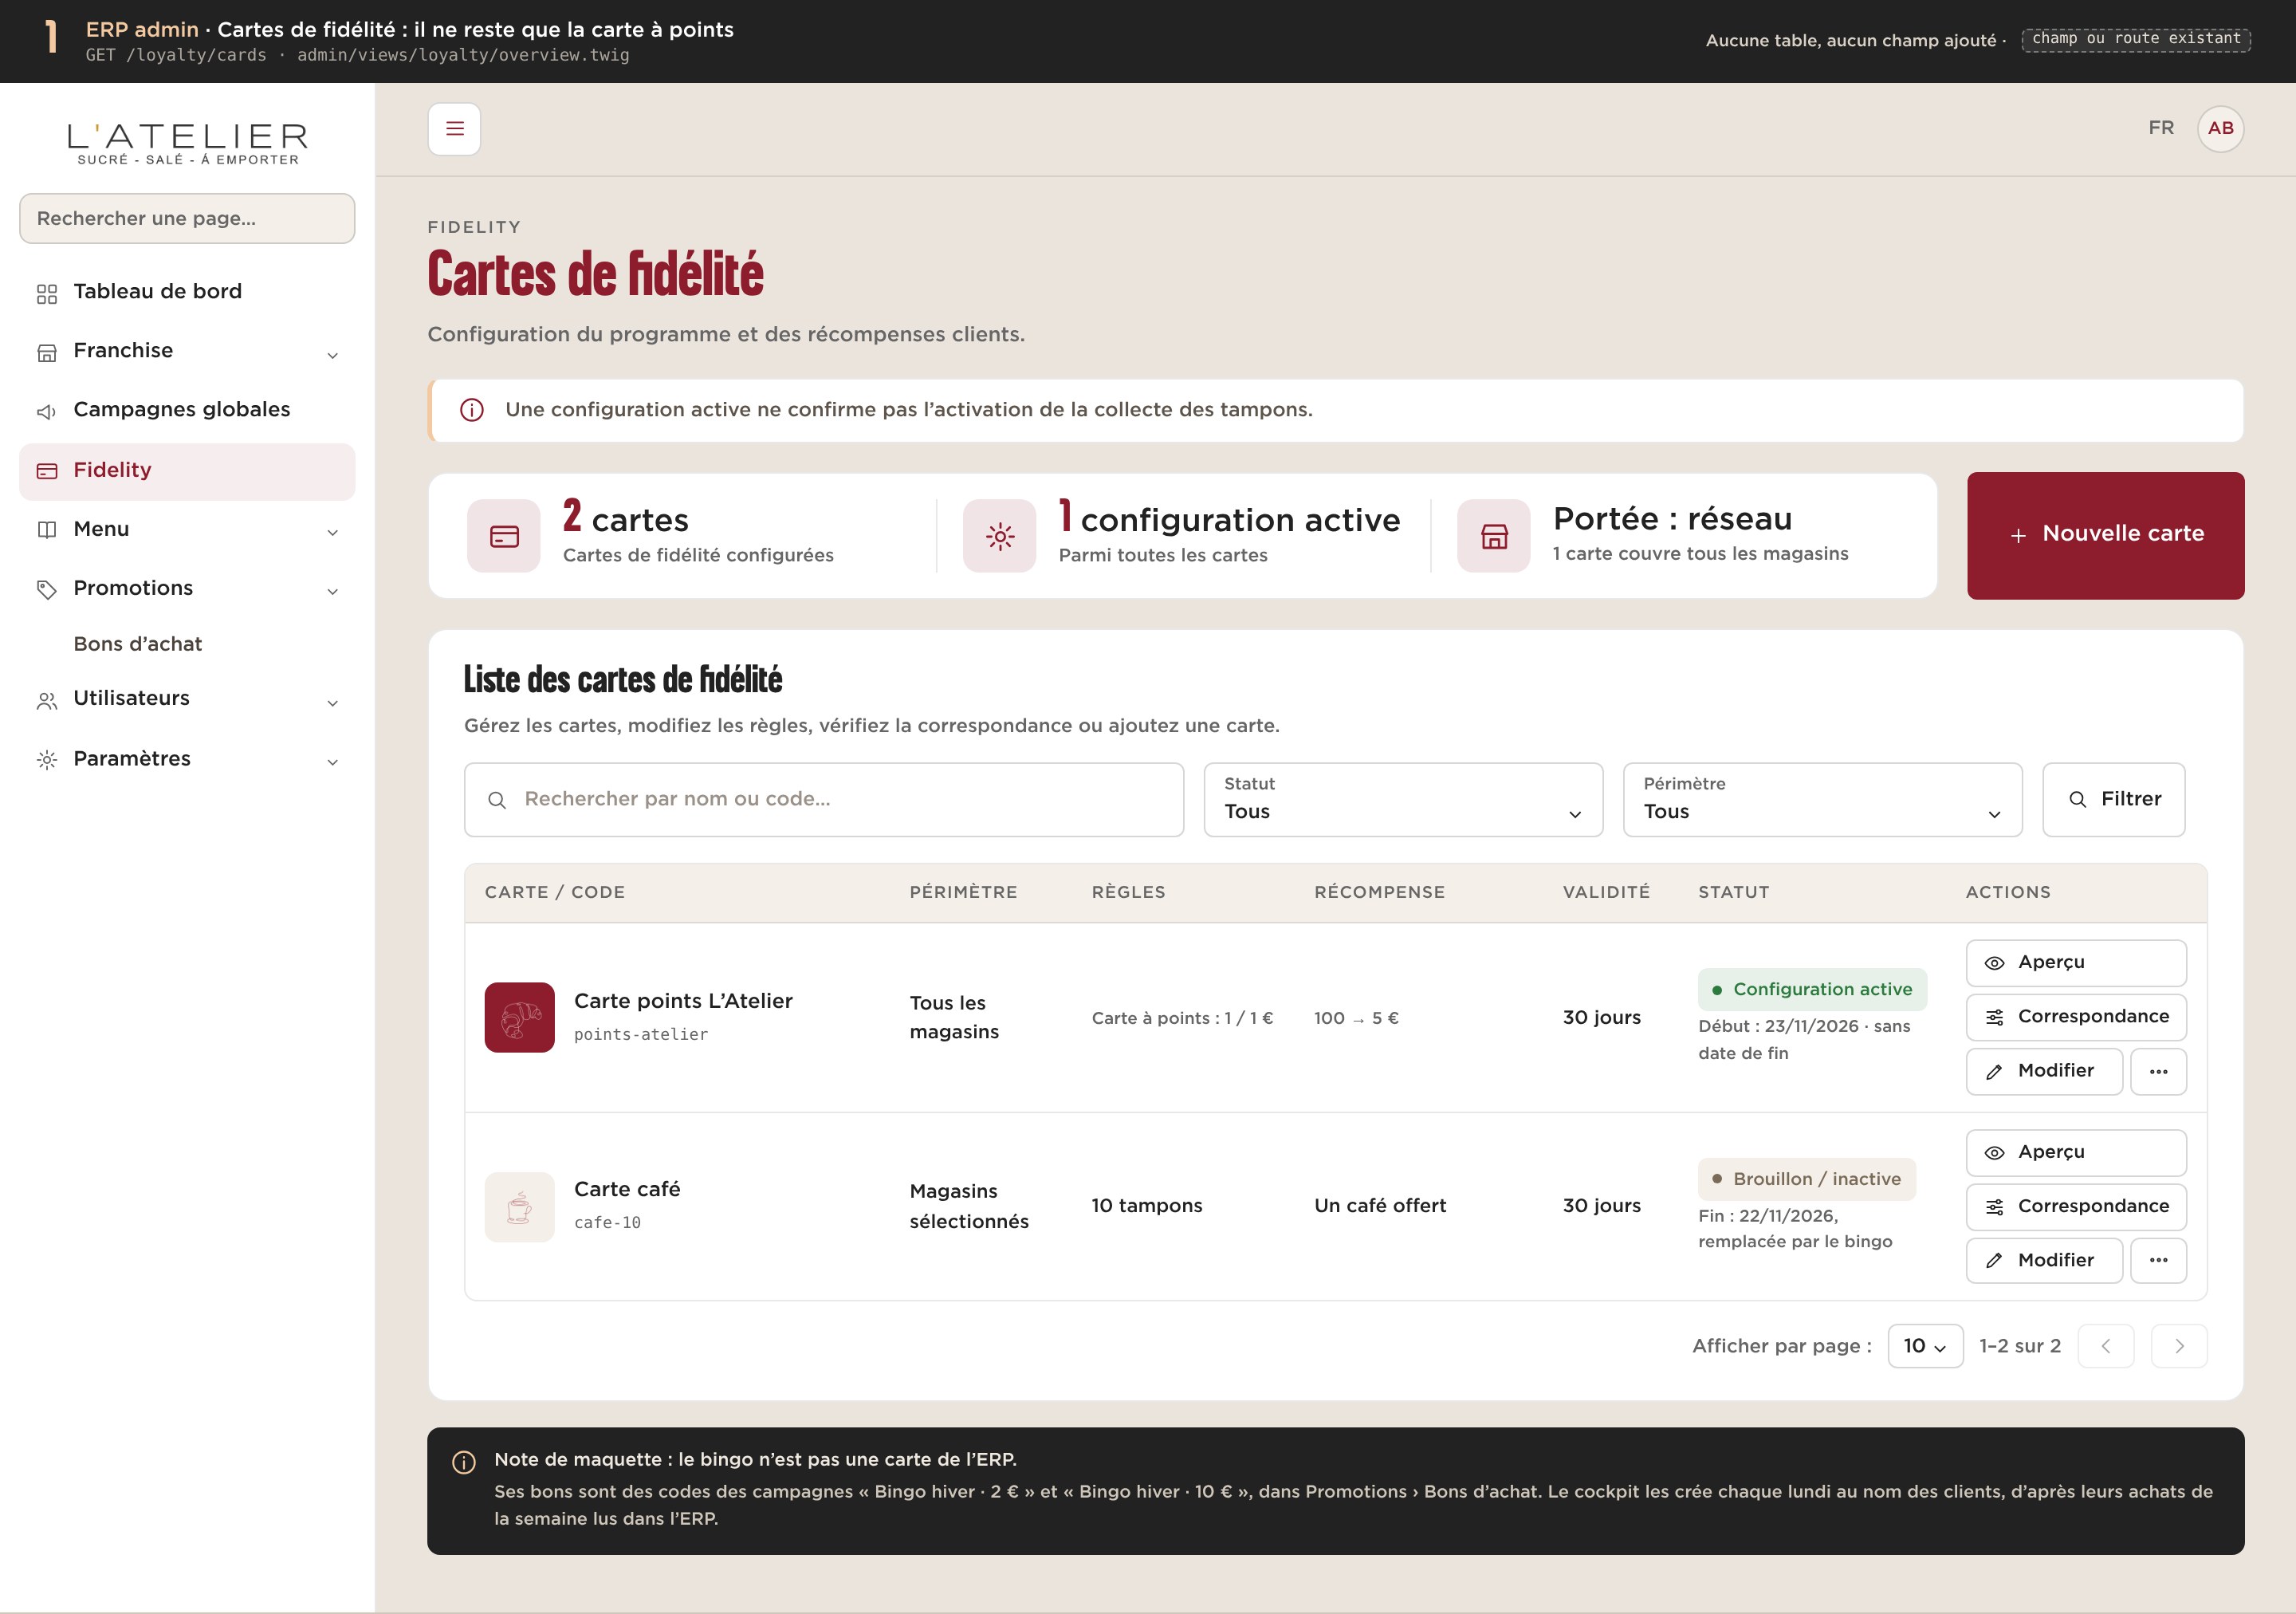 1
ERP admin · Cartes de fidélité : il ne reste que la carte à points
GET /loyalty/cards · admin/views/loyalty/overview.twig
Aucune table, aucun champ ajouté · champ ou route existant
L'ATELIER
SUCRÉ - SALÉ - Á EMPORTER
Rechercher une page...
Tableau de bord
Franchise
Campagnes globales
Fidelity
Menu
Promotions
Bons d’achat
Utilisateurs
Paramètres
FR
AB
FIDELITY
Cartes de fidélité
Configuration du programme et des récompenses clients.
Une configuration active ne confirme pas l’activation de la collecte des tampons.
2 cartes
Cartes de fidélité configurées
1 configuration active
Parmi toutes les cartes
Portée : réseau
1 carte couvre tous les magasins
+ Nouvelle carte
Liste des cartes de fidélité
Gérez les cartes, modifiez les règles, vérifiez la correspondance ou ajoutez une carte.
Rechercher par nom ou code...
Statut
Tous
Périmètre
Tous
Filtrer
CARTE / CODE PÉRIMÈTRE RÈGLES RÉCOMPENSE VALIDITÉ STATUT ACTIONS
Carte points L’Atelier
points-atelier
Tous les
magasins
Carte à points : 1 / 1 €
100 → 5 €
30 jours
Configuration active
Début : 23/11/2026 · sans
date de fin
Aperçu
Correspondance
Modifier
Carte café
cafe-10
Magasins
sélectionnés
10 tampons
Un café offert
30 jours
Brouillon / inactive
Fin : 22/11/2026,
remplacée par le bingo
Aperçu
Correspondance
Modifier
Afficher par page : 10 1–2 sur 2
Note de maquette : le bingo n’est pas une carte de l’ERP.
Ses bons sont des codes des campagnes « Bingo hiver · 2 € » et « Bingo hiver · 10 € », dans Promotions › Bons d’achat. Le cockpit les crée chaque lundi au nom des clients, d’après leurs achats de
la semaine lus dans l’ERP.